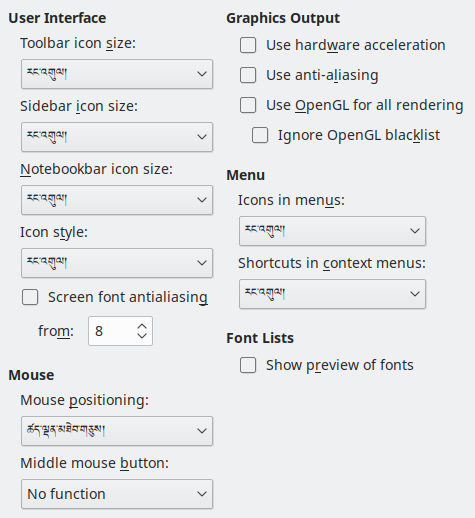 User Interface
Toolbar icon size:
རང་འགུལ།
Sidebar icon size:
རང་འགུལ།
Notebookbar icon size:
རང་འགུལ།
Icon style:
རང་འགུལ།
Screen font antialiasing
from: 8
Mouse
Mouse positioning:
ཚད་ལྡན་མཐེབ་གཅུས།
Middle mouse button:
No function
Graphics Output
Use hardware acceleration
Use anti-aliasing
Use OpenGL for all rendering
Ignore OpenGL blacklist
Menu
Icons in menus:
རང་འགུལ།
Shortcuts in context menus:
རང་འགུལ།
Font Lists
Show preview of fonts